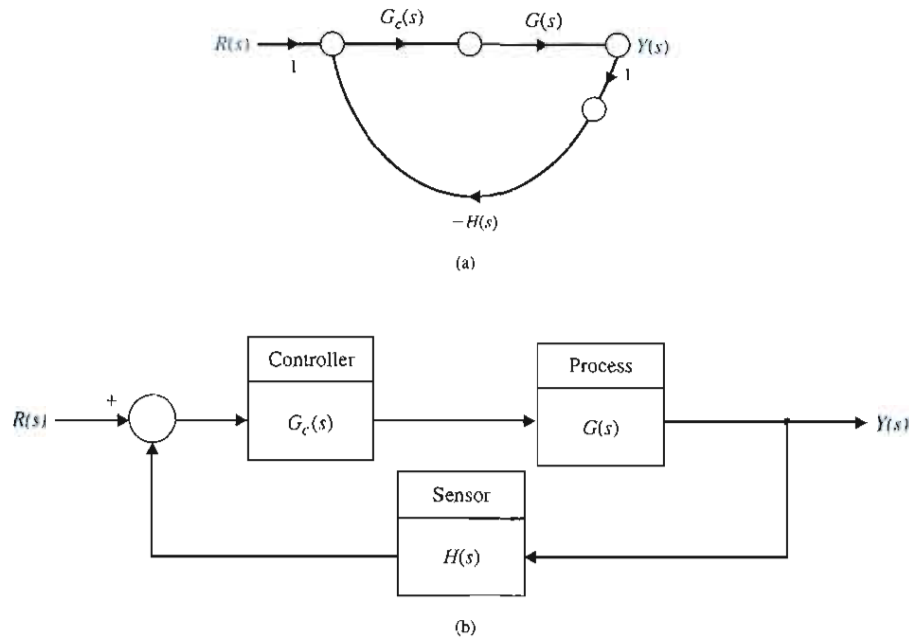 G_c(s)
G(s)
R(s)
Y(s)
1
1
−H(s)
(a)
Controller
Process
+
R(s)
G_c(s)
G(s)
Y(s)
Sensor
H(s)
(b)